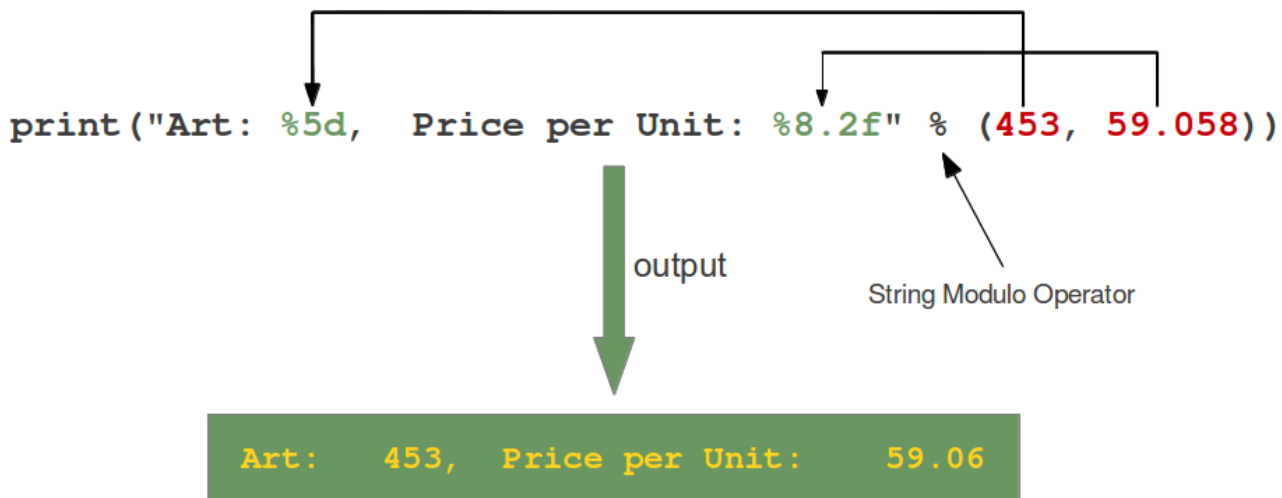 print("Art: %5d,  Price per Unit: %8.2f" % (453, 59.058))
output
String Modulo Operator
Art:   453,  Price per Unit:    59.06